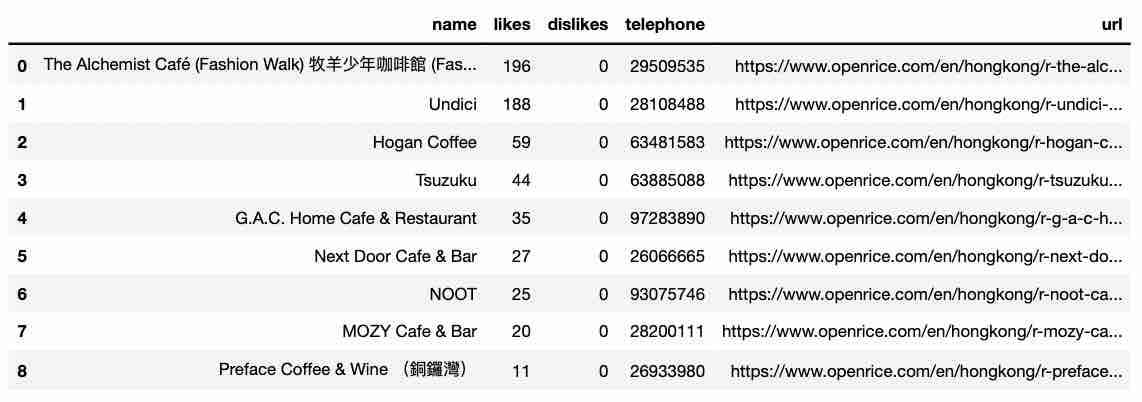 name likes dislikes telephone url
0 The Alchemist Café (Fashion Walk) 牧羊少年咖啡館 (Fas... 196 0 29509535 https://www.openrice.com/en/hongkong/r-the-alc...
1 Undici 188 0 28108488 https://www.openrice.com/en/hongkong/r-undici-...
2 Hogan Coffee 59 0 63481583 https://www.openrice.com/en/hongkong/r-hogan-c...
3 Tsuzuku 44 0 63885088 https://www.openrice.com/en/hongkong/r-tsuzuku...
4 G.A.C. Home Cafe & Restaurant 35 0 97283890 https://www.openrice.com/en/hongkong/r-g-a-c-h...
5 Next Door Cafe & Bar 27 0 26066665 https://www.openrice.com/en/hongkong/r-next-do...
6 NOOT 25 0 93075746 https://www.openrice.com/en/hongkong/r-noot-ca...
7 MOZY Cafe & Bar 20 0 28200111 https://www.openrice.com/en/hongkong/r-mozy-ca...
8 Preface Coffee & Wine （銅鑼灣） 11 0 26933980 https://www.openrice.com/en/hongkong/r-preface...